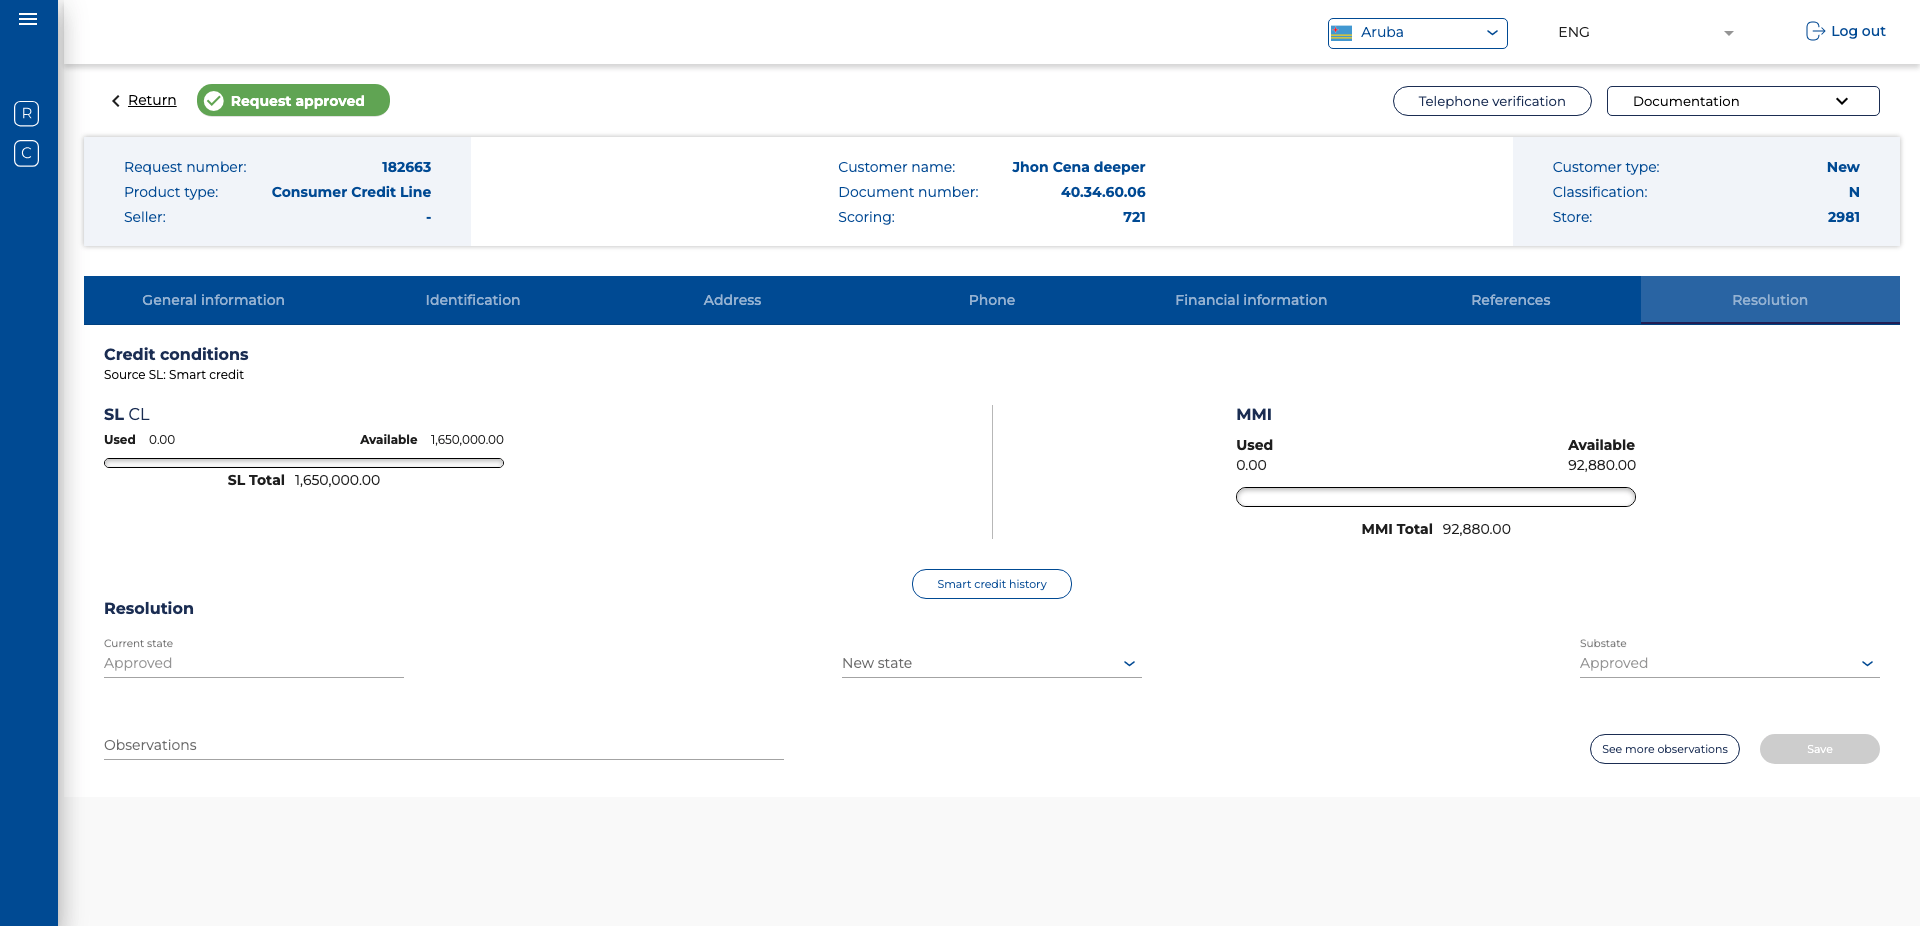 Aruba
ENG
Log out
R
C
Return
Request approved
Telephone verification
Documentation
Request number: 182663
Product type: Consumer Credit Line
Seller: -
Customer name: Jhon Cena deeper
Document number: 40.34.60.06
Scoring: 721
Customer type: New
Classification: N
Store: 2981
General information
Identification
Address
Phone
Financial information
References
Resolution
Credit conditions
Source SL: Smart credit
SL CL
Used 0.00 Available 1,650,000.00
SL Total 1,650,000.00
MMI
Used Available
0.00 92,880.00
MMI Total 92,880.00
Smart credit history
Resolution
Current state
Approved
New state
Substate
Approved
Observations
See more observations
Save